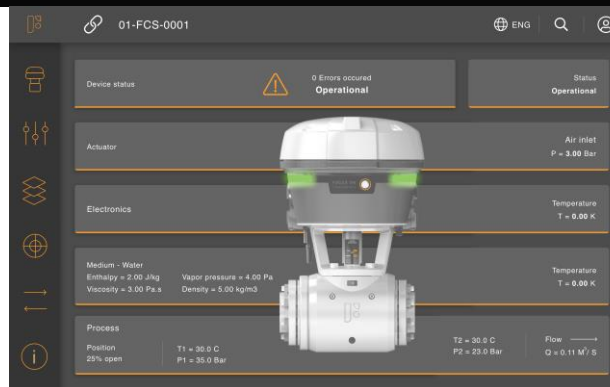 01-FCS-0001
ENG
Device status
0 Errors occured
Operational
Status
Operational
Actuator
Air inlet
P = 3.00 Bar
Electronics
Temperature
T = 0.00 K
Medium - Water
Enthalpy = 2.00 J/kg
Vapor pressure = 4.00 Pa
Viscosity = 3.00 Pa.s
Density = 5.00 kg/m3
Temperature
T = 0.00 K
Process
Position
25% open
T1 = 30.0 C
P1 = 35.0 Bar
T2 = 30.0 C
P2 = 23.0 Bar
Flow
Q = 0.11 M³/ S